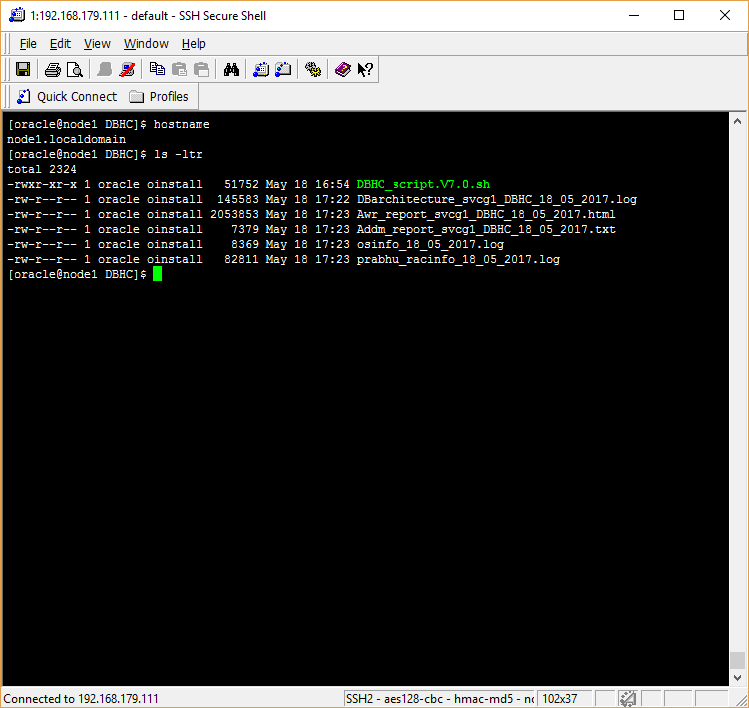 1:192.168.179.111 - default - SSH Secure Shell
File Edit View Window Help
Quick Connect Profiles
[oracle@node1 DBHC]$ hostname
node1.localdomain
[oracle@node1 DBHC]$ ls -ltr
total 2324
-rwxr-xr-x 1 oracle oinstall   51752 May 18 16:54 DBHC_script.V7.0.sh
-rw-r--r-- 1 oracle oinstall  145583 May 18 17:22 DBarchitecture_svcg1_DBHC_18_05_2017.log
-rw-r--r-- 1 oracle oinstall 2053853 May 18 17:23 Awr_report_svcg1_DBHC_18_05_2017.html
-rw-r--r-- 1 oracle oinstall    7379 May 18 17:23 Addm_report_svcg1_DBHC_18_05_2017.txt
-rw-r--r-- 1 oracle oinstall    8369 May 18 17:23 osinfo_18_05_2017.log
-rw-r--r-- 1 oracle oinstall   82811 May 18 17:23 prabhu_racinfo_18_05_2017.log
[oracle@node1 DBHC]$
Connected to 192.168.179.111 SSH2 - aes128-cbc - hmac-md5 - 102x37